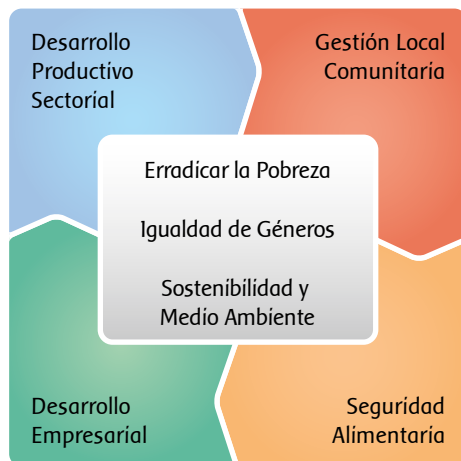 Desarrollo
Productivo
Sectorial
Gestión Local
Comunitaria
Erradicar la Pobreza
Igualdad de Géneros
Sostenibilidad y
Medio Ambiente
Desarrollo
Empresarial
Seguridad
Alimentaria